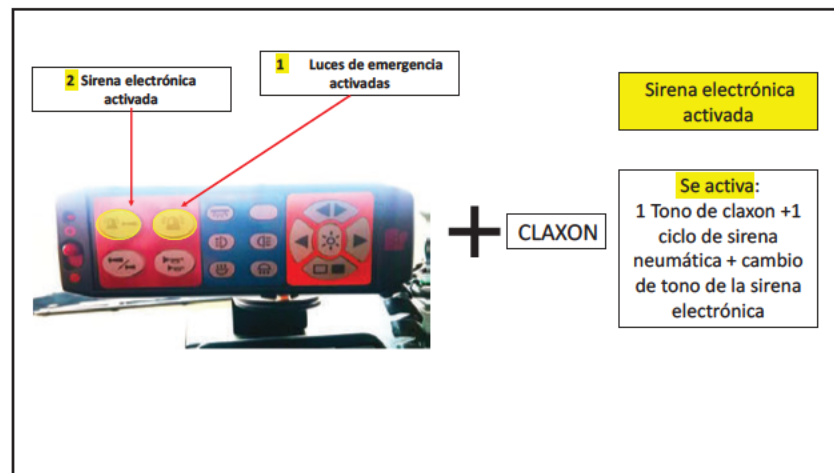 2 Sirena electrónica
activada
1 Luces de emergencia
activadas
Sirena electrónica
activada
CLAXON
Se activa:
1 Tono de claxon +1
ciclo de sirena
neumática + cambio
de tono de la sirena
electrónica